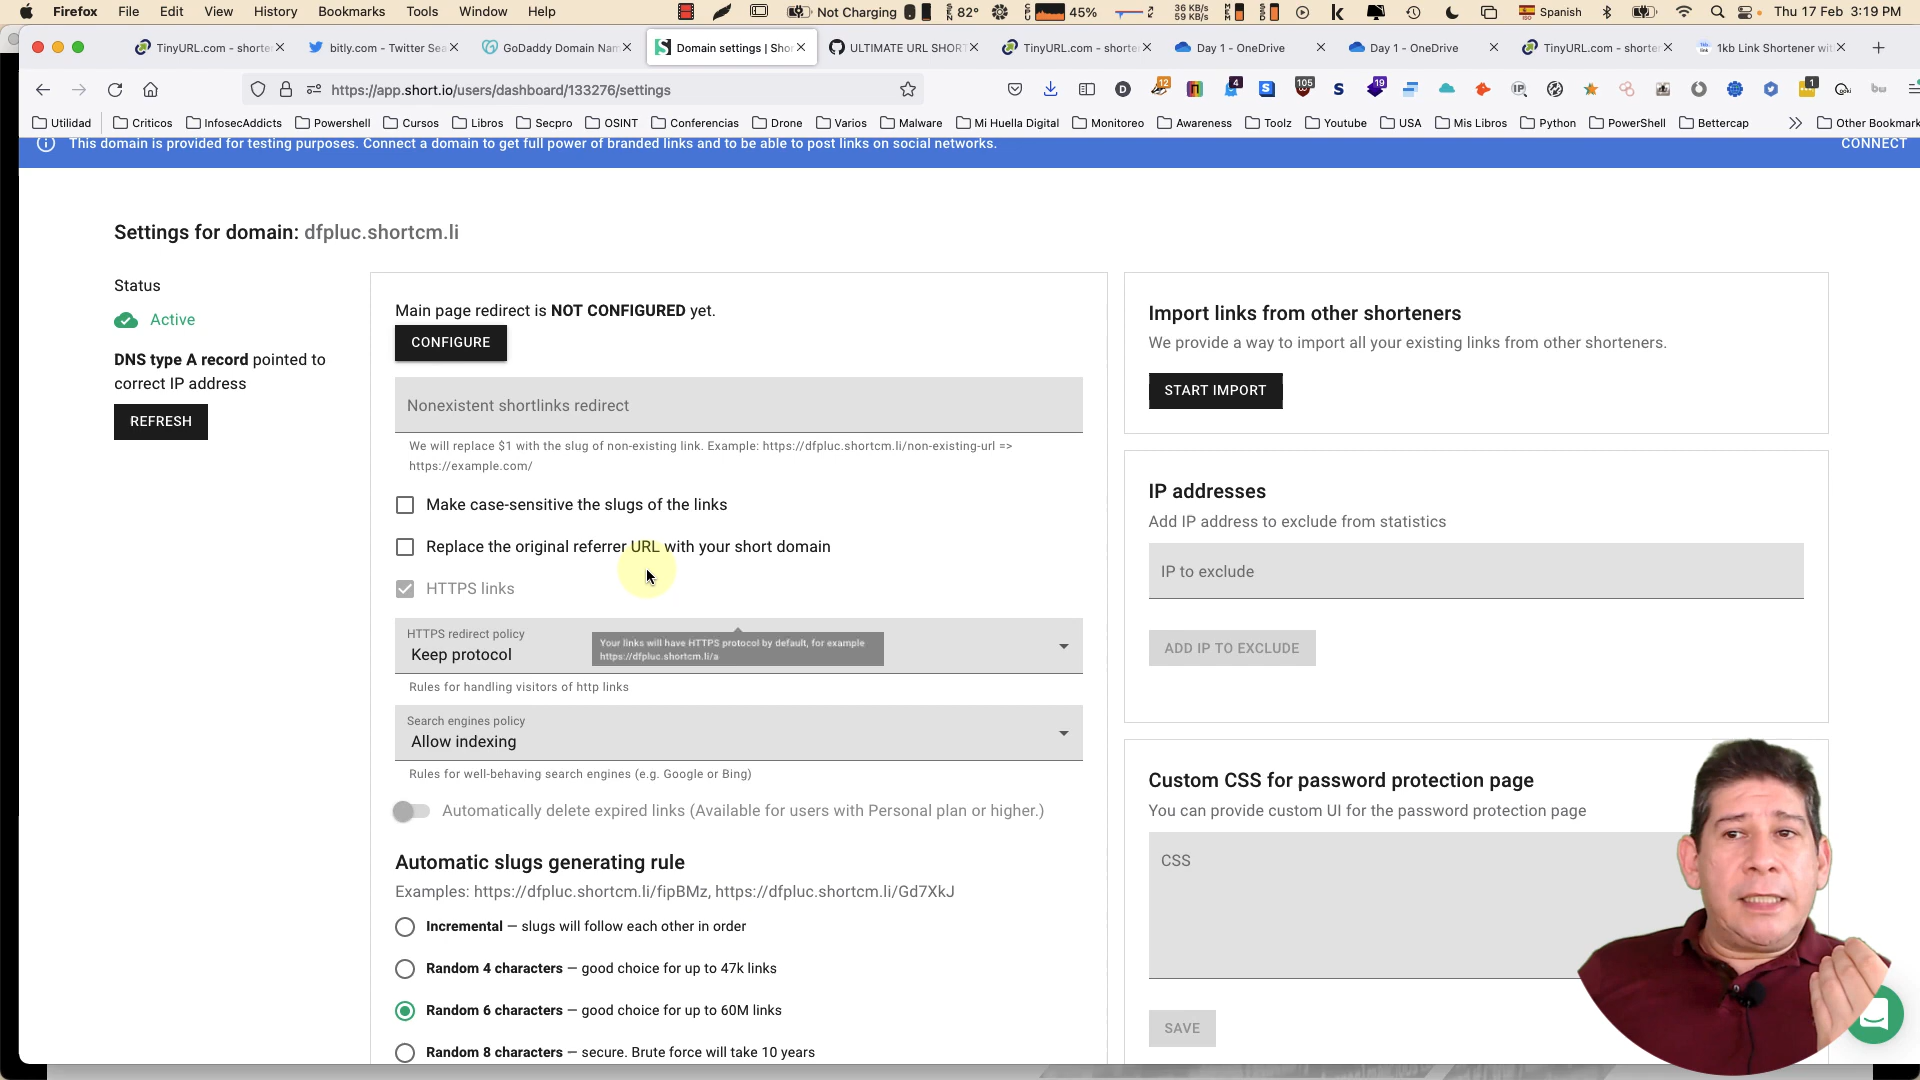 Firefox File Edit View History Bookmarks Tools Window Help Not Charging 82° 45% 36 KB/s 59 KB/s Spanish Thu 17 Feb 3:19 PM
TinyURL.com - shorte bitly.com - Twitter Sea GoDaddy Domain Nam Domain settings | Shor ULTIMATE URL SHORT TinyURL.com - shorte Day 1 - OneDrive Day 1 - OneDrive TinyURL.com - shorte 1kb Link Shortener wit
https://app.short.io/users/dashboard/133276/settings 12 4 105 19 1
Utilidad Criticos InfosecAddicts Powershell Cursos Libros Secpro OSINT Conferencias Drone Varios Malware Mi Huella Digital Monitoreo Awareness Toolz Youtube USA Mis Libros Python PowerShell Bettercap Other Bookmark
This domain is provided for testing purposes. Connect a domain to get full power of branded links and to be able to post links on social networks. CONNECT
Settings for domain: dfpluc.shortcm.li
Status
Active
DNS type A record pointed to
correct IP address
REFRESH
Main page redirect is NOT CONFIGURED yet.
CONFIGURE
Nonexistent shortlinks redirect
We will replace $1 with the slug of non-existing link. Example: https://dfpluc.shortcm.li/non-existing-url =>
https://example.com/
Make case-sensitive the slugs of the links
Replace the original referrer URL with your short domain
HTTPS links
HTTPS redirect policy
Keep protocol
Your links will have HTTPS protocol by default, for example
https://dfpluc.shortcm.li/a
Rules for handling visitors of http links
Search engines policy
Allow indexing
Rules for well-behaving search engines (e.g. Google or Bing)
Automatically delete expired links (Available for users with Personal plan or higher.)
Automatic slugs generating rule
Examples: https://dfpluc.shortcm.li/fipBMz, https://dfpluc.shortcm.li/Gd7XkJ
Incremental — slugs will follow each other in order
Random 4 characters — good choice for up to 47k links
Random 6 characters — good choice for up to 60M links
Random 8 characters — secure. Brute force will take 10 years
Import links from other shorteners
We provide a way to import all your existing links from other shorteners.
START IMPORT
IP addresses
Add IP address to exclude from statistics
IP to exclude
ADD IP TO EXCLUDE
Custom CSS for password protection page
You can provide custom UI for the password protection page
CSS
SAVE